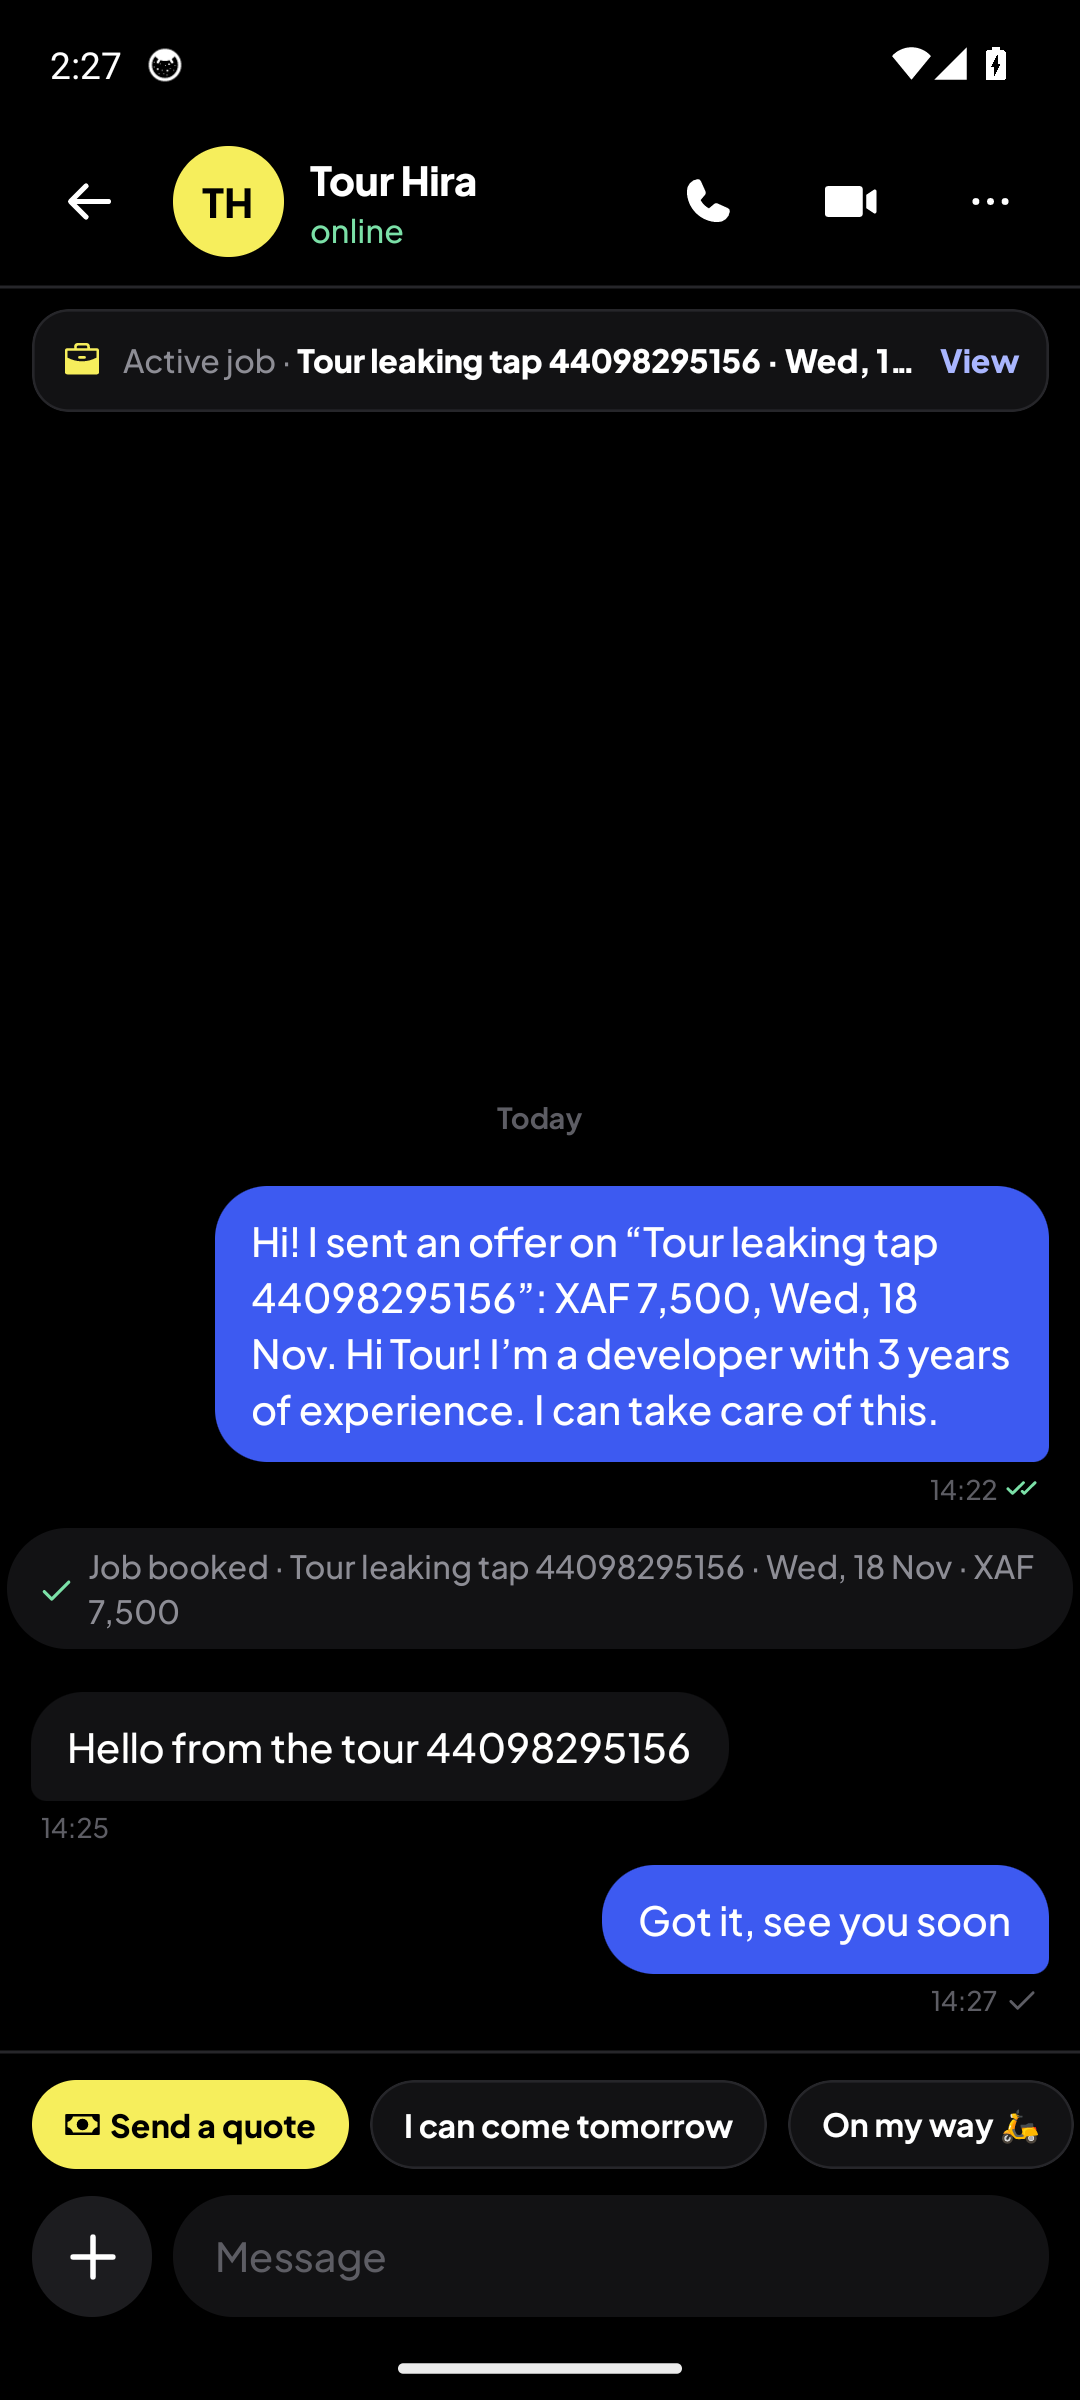 2:27
TH
Tour Hira
online
Active job · Tour leaking tap 44098295156 · Wed, 1...
View
Today
Hi! I sent an offer on “Tour leaking tap
44098295156”: XAF 7,500, Wed, 18
Nov. Hi Tour! I’m a developer with 3 years
of experience. I can take care of this.
14:22
Job booked · Tour leaking tap 44098295156 · Wed, 18 Nov · XAF
7,500
Hello from the tour 44098295156
14:25
Got it, see you soon
14:27
Send a quote
I can come tomorrow
On my way 🛵
Message